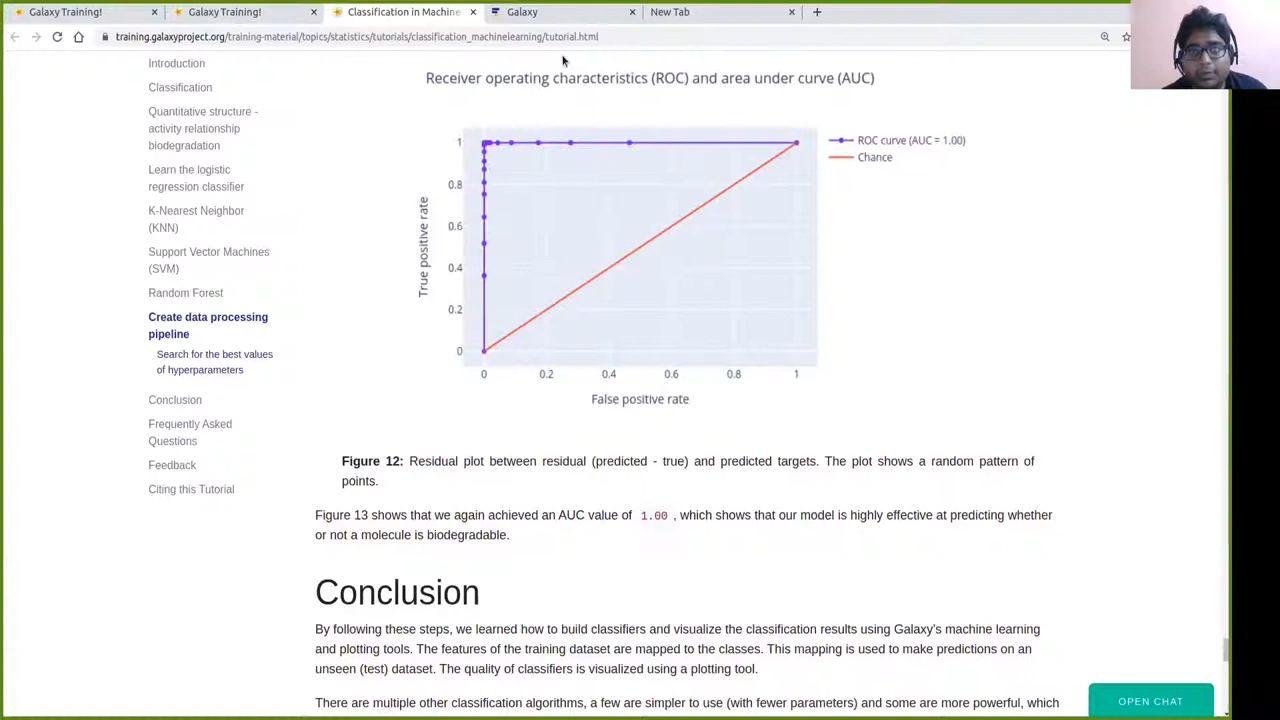 Galaxy Training!
Galaxy Training!
Classification in Machine
Galaxy
New Tab
training.galaxyproject.org/training-material/topics/statistics/tutorials/classification_machinelearning/tutorial.html
Introduction
Classification
Quantitative structure -
activity relationship
biodegradation
Learn the logistic
regression classifier
K-Nearest Neighbor
(KNN)
Support Vector Machines
(SVM)
Random Forest
Create data processing
pipeline
Search for the best values
of hyperparameters
Conclusion
Frequently Asked
Questions
Feedback
Citing this Tutorial
Receiver operating characteristics (ROC) and area under curve (AUC)
1
0.8
0.6
0.4
0.2
0
True positive rate
0 0.2 0.4 0.6 0.8 1
False positive rate
ROC curve (AUC = 1.00)
Chance
Figure 12: Residual plot between residual (predicted - true) and predicted targets. The plot shows a random pattern of
points.
Figure 13 shows that we again achieved an AUC value of 1.00 , which shows that our model is highly effective at predicting whether
or not a molecule is biodegradable.
Conclusion
By following these steps, we learned how to build classifiers and visualize the classification results using Galaxy's machine learning
and plotting tools. The features of the training dataset are mapped to the classes. This mapping is used to make predictions on an
unseen (test) dataset. The quality of classifiers is visualized using a plotting tool.
There are multiple other classification algorithms, a few are simpler to use (with fewer parameters) and some are more powerful, which
OPEN CHAT